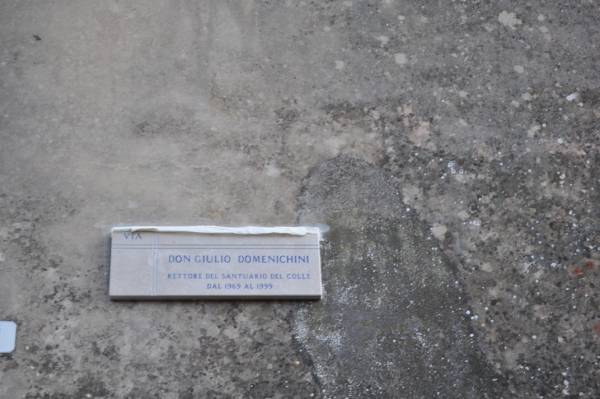 VIA
DON GIULIO DOMENICHINI
RETTORE DEL SANTUARIO DEL COLLE
DAL 1969 AL 1999